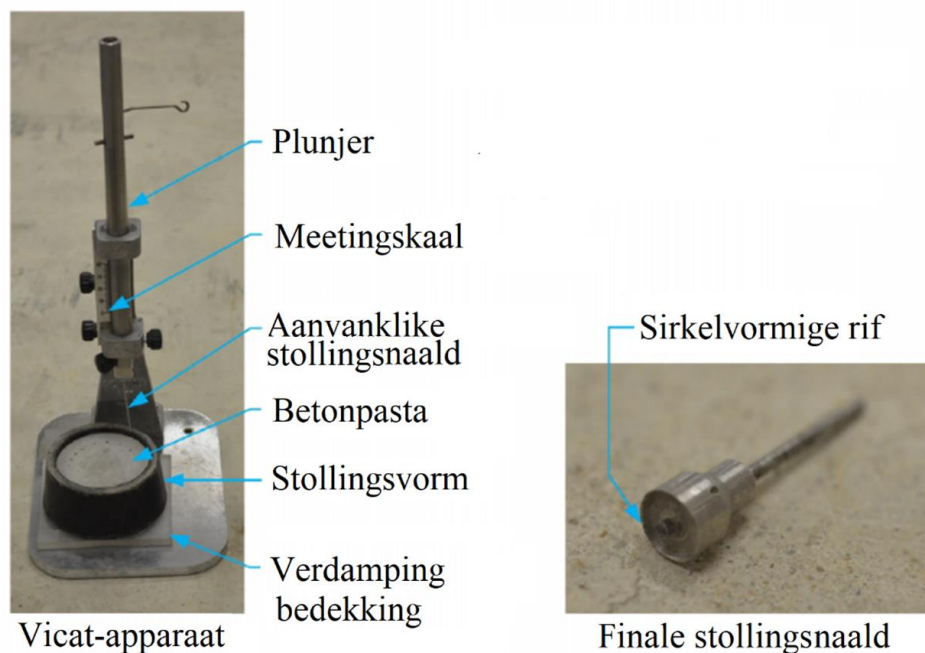 Plunjer
Meetingskaal
Aanvanklike
stollingsnaald
Betonpasta
Stollingsvorm
Verdamping
bedekking
Vicat-apparaat
Sirkelvormige rif
Finale stollingsnaald